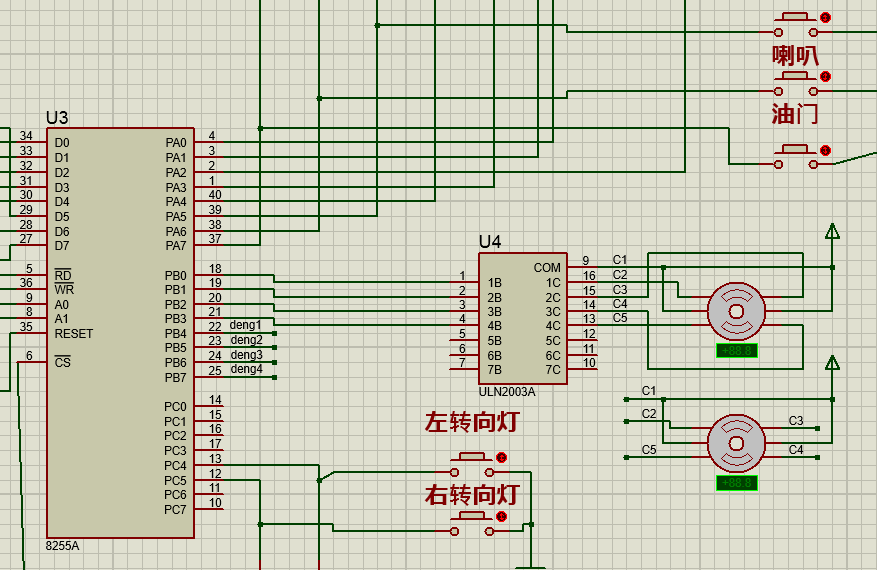 喇叭
油门
U3
34 D0 PA0 4
33 D1 PA1 3
32 D2 PA2 2
31 D3 PA3 1
30 D4 PA4 40
29 D5 PA5 39
28 D6 PA6 38
27 D7 PA7 37
5 RD PB0 18
36 WR PB1 19
9 A0 PB2 20
8 A1 PB3 21
35 RESET PB4 22 deng1
PB5 23 deng2
6 CS PB6 24 deng3
PB7 25 deng4
PC0 14
PC1 15
PC2 16
PC3 17
PC4 13
PC5 12
PC6 11
PC7 10
8255A
U4
COM 9 C1
1 1B 1C 16 C2
2 2B 2C 15 C3
3 3B 3C 14 C4
4 4B 4C 13 C5
5 5B 5C 12
6 6B 6C 11
7 7B 7C 10
ULN2003A
+88.8
C1
C2 C3
C5 C4
+88.8
左转向灯
右转向灯